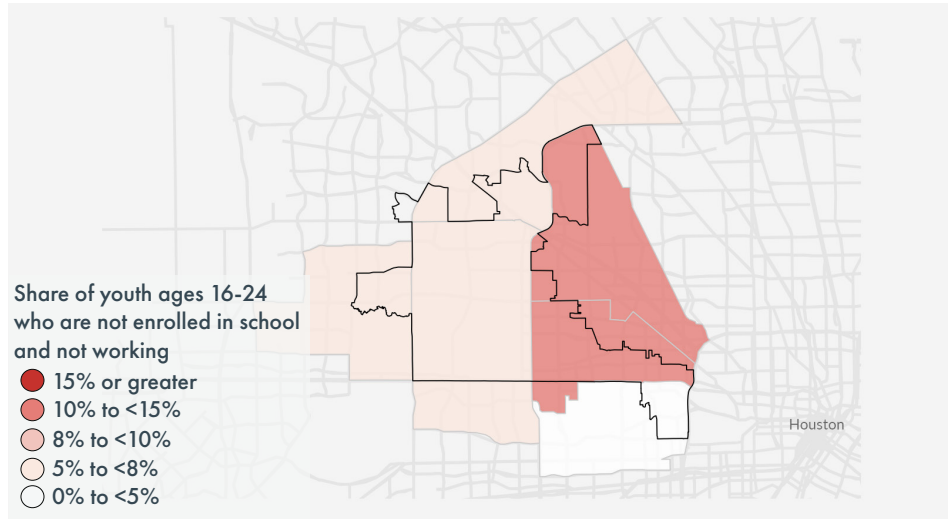 Share of youth ages 16-24
who are not enrolled in school
and not working
15% or greater
10% to <15%
8% to <10%
5% to <8%
0% to <5%
Houston